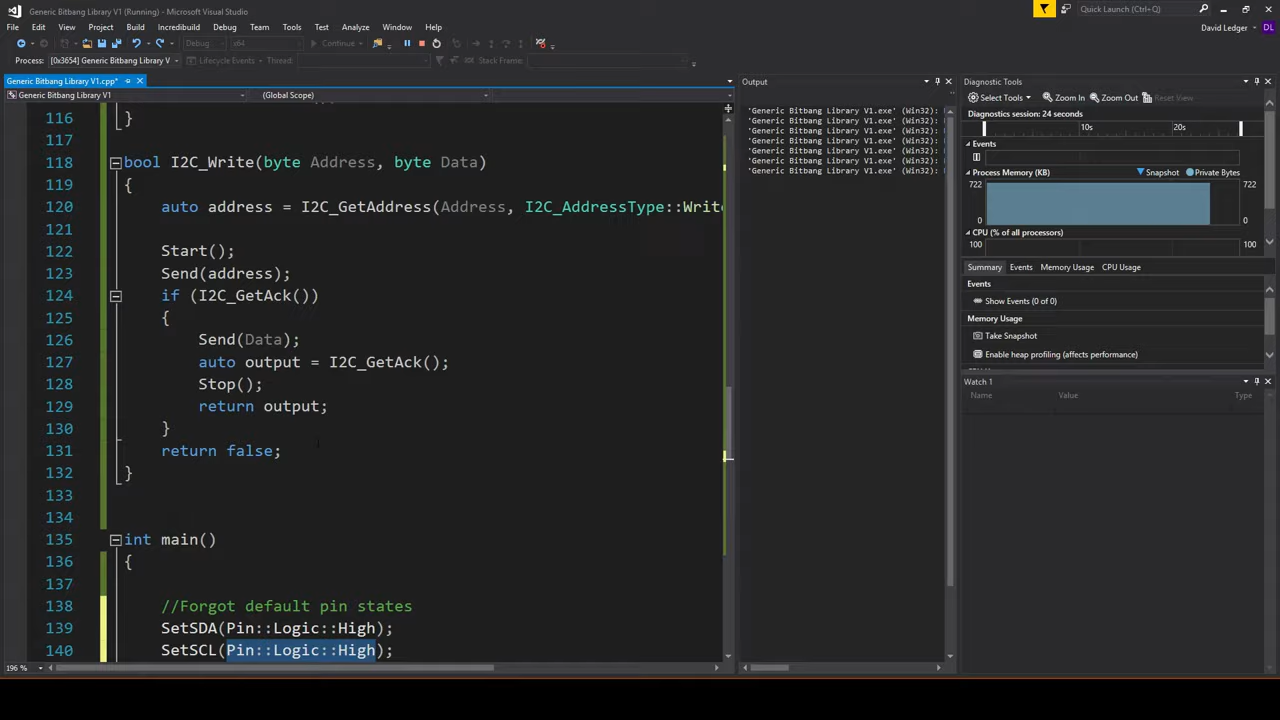 Generic Bitbang Library V1 (Running) - Microsoft Visual Studio
Quick Launch (Ctrl+Q)
File Edit View Project Build Incredibuild Debug Team Tools Architecture Test Analyze Window Help
David Ledger DL
Debug x64 Continue
Process: [0x3654] Generic Bitbang Library V Lifecycle Events Thread: Stack Frame:
Generic Bitbang Library V1.cpp*
Generic Bitbang Library V1 (Global Scope)
116 }
117
118 bool I2C_Write(byte Address, byte Data)
119 {
120 auto address = I2C_GetAddress(Address, I2C_AddressType::Write
121
122 Start();
123 Send(address);
124 if (I2C_GetAck())
125 {
126 Send(Data);
127 auto output = I2C_GetAck();
128 Stop();
129 return output;
130 }
131 return false;
132 }
133
134
135 int main()
136 {
137
138 //Forgot default pin states
139 SetSDA(Pin::Logic::High);
140 SetSCL(Pin::Logic::High);
196 %
Output
'Generic Bitbang Library V1.exe' (Win32):
'Generic Bitbang Library V1.exe' (Win32):
'Generic Bitbang Library V1.exe' (Win32):
'Generic Bitbang Library V1.exe' (Win32):
'Generic Bitbang Library V1.exe' (Win32):
'Generic Bitbang Library V1.exe' (Win32):
'Generic Bitbang Library V1.exe' (Win32):
Diagnostic Tools
Select Tools Zoom In Zoom Out Reset View
Diagnostics session: 24 seconds
10s 20s
Events
Process Memory (KB) Snapshot Private Bytes
722 722
0 0
CPU (% of all processors)
100 100
Summary Events Memory Usage CPU Usage
Events
Show Events (0 of 0)
Memory Usage
Take Snapshot
Enable heap profiling (affects performance)
Watch 1
Name Value Type